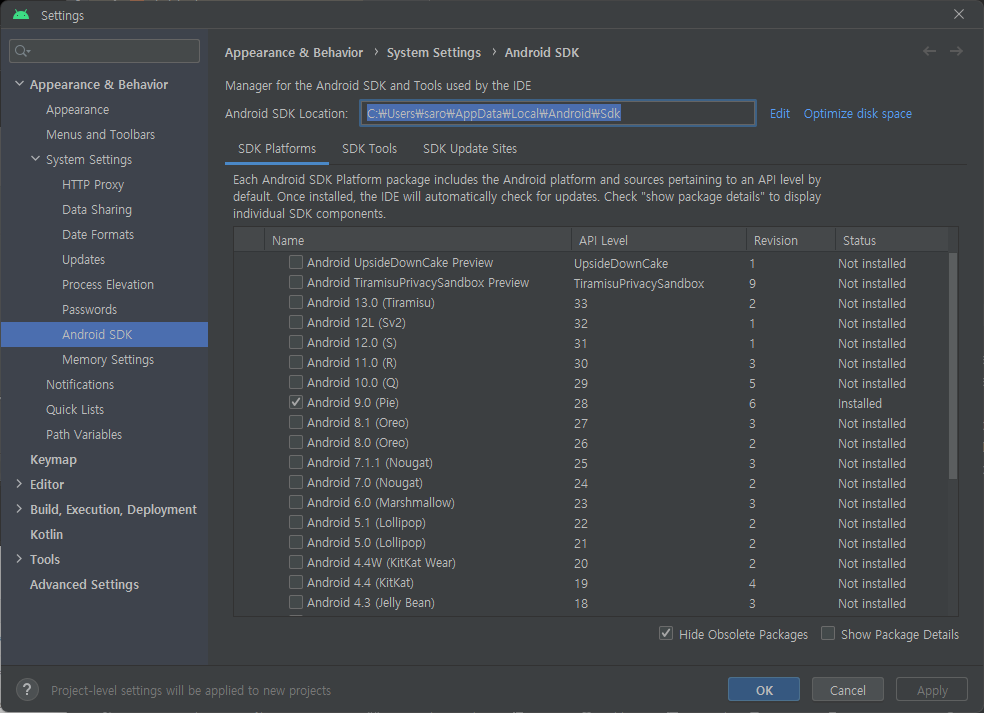 Settings
Appearance & Behavior
Appearance
Menus and Toolbars
System Settings
HTTP Proxy
Data Sharing
Date Formats
Updates
Process Elevation
Passwords
Android SDK
Memory Settings
Notifications
Quick Lists
Path Variables
Keymap
Editor
Build, Execution, Deployment
Kotlin
Tools
Advanced Settings
Appearance & Behavior › System Settings › Android SDK
Manager for the Android SDK and Tools used by the IDE
Android SDK Location: C:₩Users₩saro₩AppData₩Local₩Android₩Sdk Edit Optimize disk space
SDK Platforms SDK Tools SDK Update Sites
Each Android SDK Platform package includes the Android platform and sources pertaining to an API level by
default. Once installed, the IDE will automatically check for updates. Check "show package details" to display
individual SDK components.
Name API Level Revision Status
Android UpsideDownCake Preview UpsideDownCake 1 Not installed
Android TiramisuPrivacySandbox Preview TiramisuPrivacySandbox 9 Not installed
Android 13.0 (Tiramisu) 33 2 Not installed
Android 12L (Sv2) 32 1 Not installed
Android 12.0 (S) 31 1 Not installed
Android 11.0 (R) 30 3 Not installed
Android 10.0 (Q) 29 5 Not installed
Android 9.0 (Pie) 28 6 Installed
Android 8.1 (Oreo) 27 3 Not installed
Android 8.0 (Oreo) 26 2 Not installed
Android 7.1.1 (Nougat) 25 3 Not installed
Android 7.0 (Nougat) 24 2 Not installed
Android 6.0 (Marshmallow) 23 3 Not installed
Android 5.1 (Lollipop) 22 2 Not installed
Android 5.0 (Lollipop) 21 2 Not installed
Android 4.4W (KitKat Wear) 20 2 Not installed
Android 4.4 (KitKat) 19 4 Not installed
Android 4.3 (Jelly Bean) 18 3 Not installed
Hide Obsolete Packages Show Package Details
? Project-level settings will be applied to new projects
OK Cancel Apply